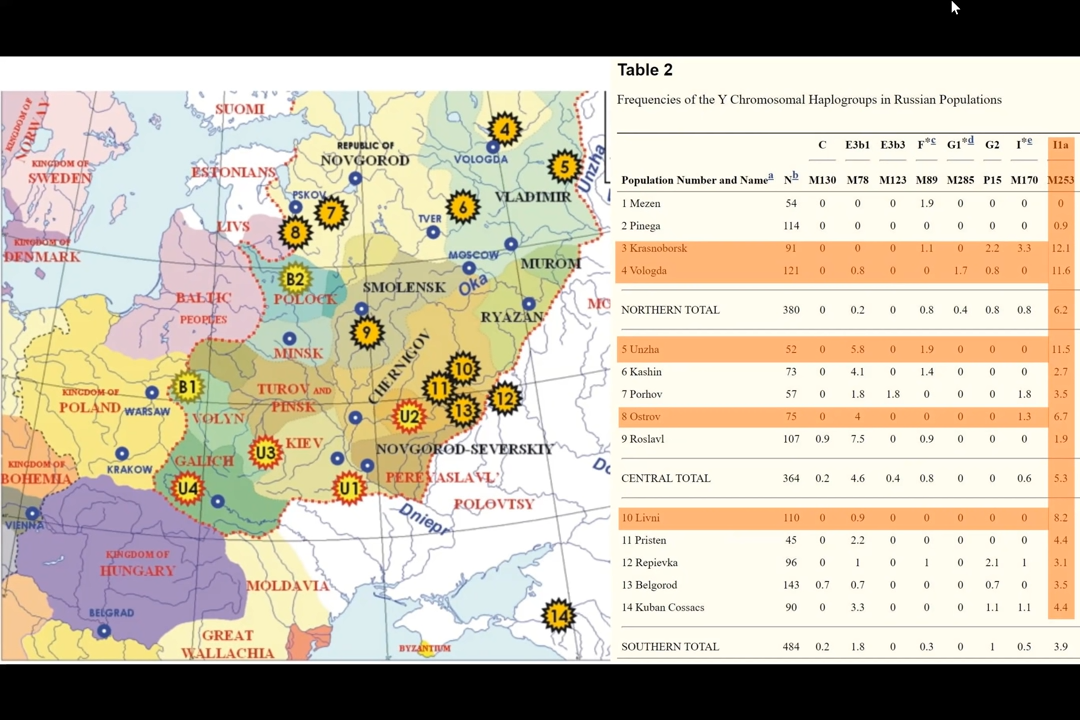 KINGDOM OF
NORWAY
KINGDOM OF
SWEDEN
KINGDOM OF
DENMARK
SUOMI
ESTONIANS
LIVS
REPUBLIC OF
NOVGOROD
PSKOV
7
8
4
VOLOGDA
5
Unzha
VLADIMIR
6
TVER
MOSCOW
MUROM
Oka
RYAZAN
B2
POLOCK
SMOLENSK
BALTIC
PEOPLES
9
MINSK
CHERNIGOV
10
11
12
13
B1
KINGDOM OF
POLAND
WARSAW
TUROV AND
PINSK
VOLYN
U2
KIEV
U3
NOVGOROD-SEVERSKIY
GALICH
KRAKOW
KINGDOM OF
BOHEMIA
U4
U1
PEREYASLAVL'
POLOVTSY
Dniepr
VIENNA
KINGDOM OF
HUNGARY
MOLDAVIA
BELGRAD
GREAT
WALLACHIA
BYZANTIUM
14
Table 2
Frequencies of the Y Chromosomal Haplogroups in Russian Populations
C E3b1 E3b3 F*c G1*d G2 I*e I1a
Population Number and Namea Nb M130 M78 M123 M89 M285 P15 M170 M253
1 Mezen 54 0 0 0 1.9 0 0 0 0
2 Pinega 114 0 0 0 0 0 0 0 0.9
3 Krasnoborsk 91 0 0 0 1.1 0 2.2 3.3 12.1
4 Vologda 121 0 0.8 0 0 1.7 0.8 0 11.6
NORTHERN TOTAL 380 0 0.2 0 0.8 0.4 0.8 0.8 6.2
5 Unzha 52 0 5.8 0 1.9 0 0 0 11.5
6 Kashin 73 0 4.1 0 1.4 0 0 0 2.7
7 Porhov 57 0 1.8 1.8 0 0 0 1.8 3.5
8 Ostrov 75 0 4 0 0 0 0 1.3 6.7
9 Roslavl 107 0.9 7.5 0 0.9 0 0 0 1.9
CENTRAL TOTAL 364 0.2 4.6 0.4 0.8 0 0 0.6 5.3
10 Livni 110 0 0.9 0 0 0 0 0 8.2
11 Pristen 45 0 2.2 0 0 0 0 0 4.4
12 Repievka 96 0 1 0 1 0 2.1 1 3.1
13 Belgorod 143 0.7 0.7 0 0 0 0.7 0 3.5
14 Kuban Cossacs 90 0 3.3 0 0 0 1.1 1.1 4.4
SOUTHERN TOTAL 484 0.2 1.8 0 0.3 0 1 0.5 3.9